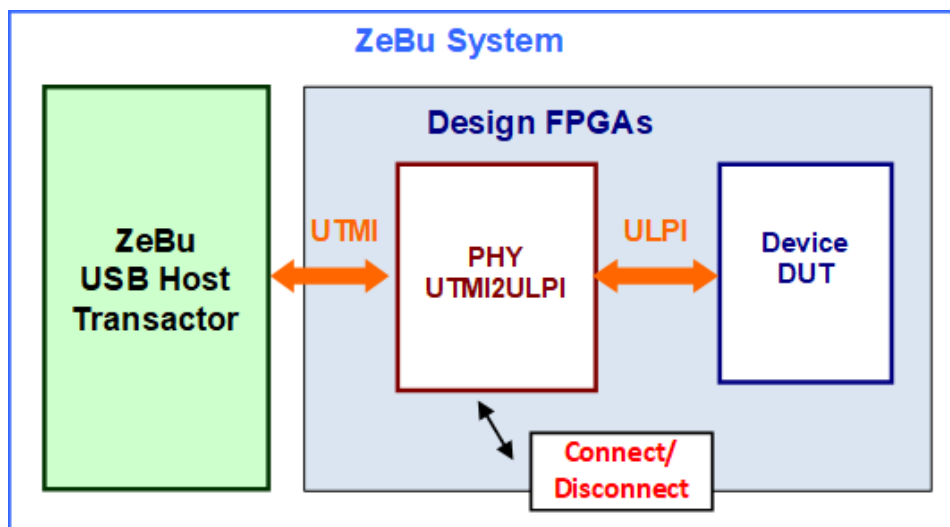 ZeBu System
Design FPGAs
ZeBu
USB Host
Transactor
UTMI
PHY
UTMI2ULPI
ULPI
Device
DUT
Connect/
Disconnect